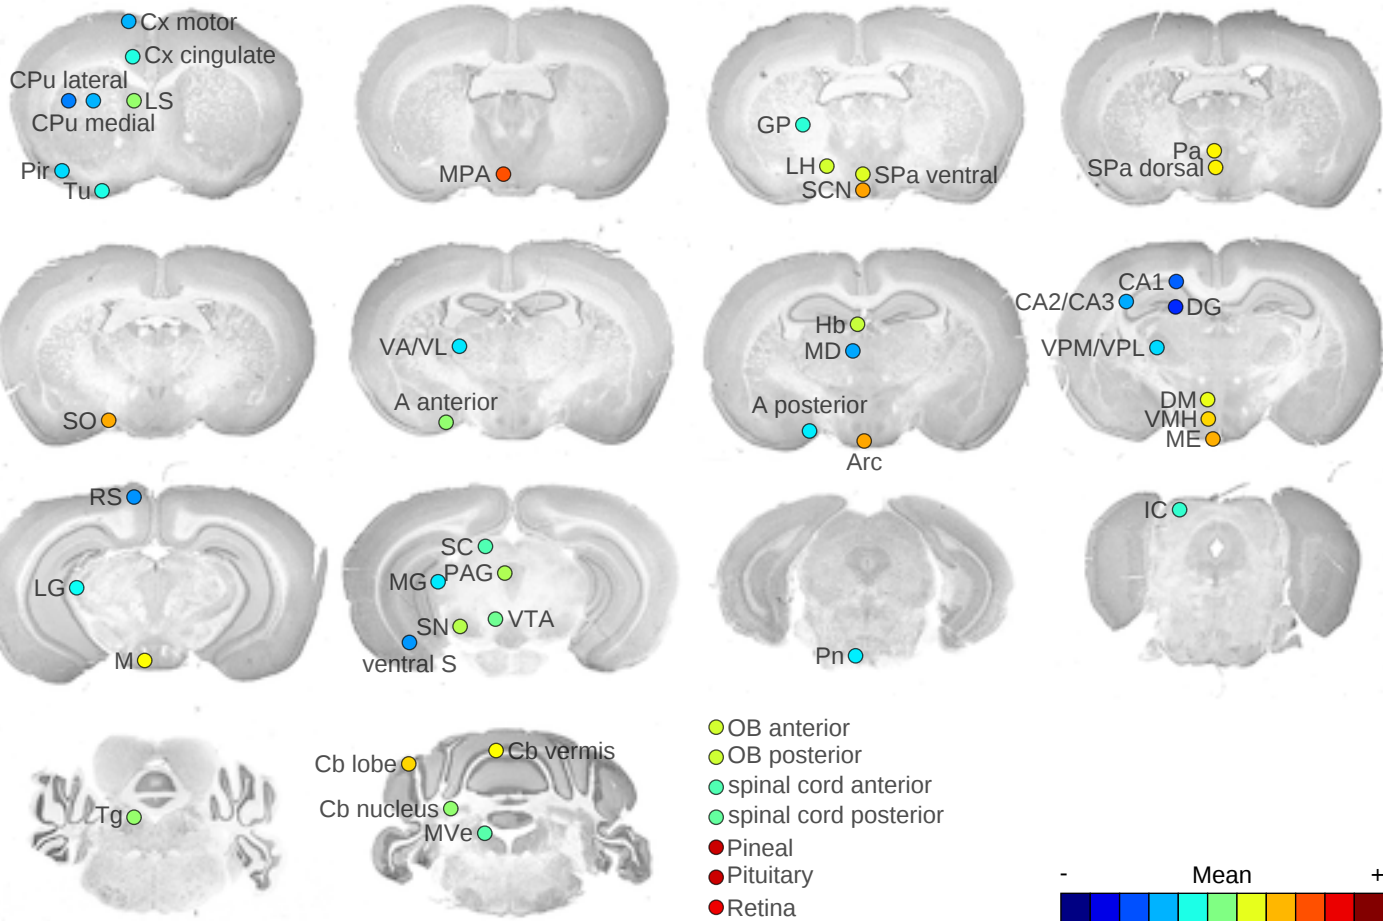 Cx motor
Cx cingulate
CPu lateral
LS
CPu medial
Pir
Tu
MPA
GP
LH
SPa ventral
SCN
Pa
SPa dorsal
SO
VA/VL
A anterior
Hb
MD
A posterior
Arc
CA1
CA2/CA3
DG
VPM/VPL
DM
VMH
ME
RS
LG
M
SC
MG
PAG
SN
VTA
ventral S
Pn
IC
Tg
Cb lobe
Cb vermis
Cb nucleus
MVe
OB anterior
OB posterior
spinal cord anterior
spinal cord posterior
Pineal
Pituitary
Retina
- Mean +